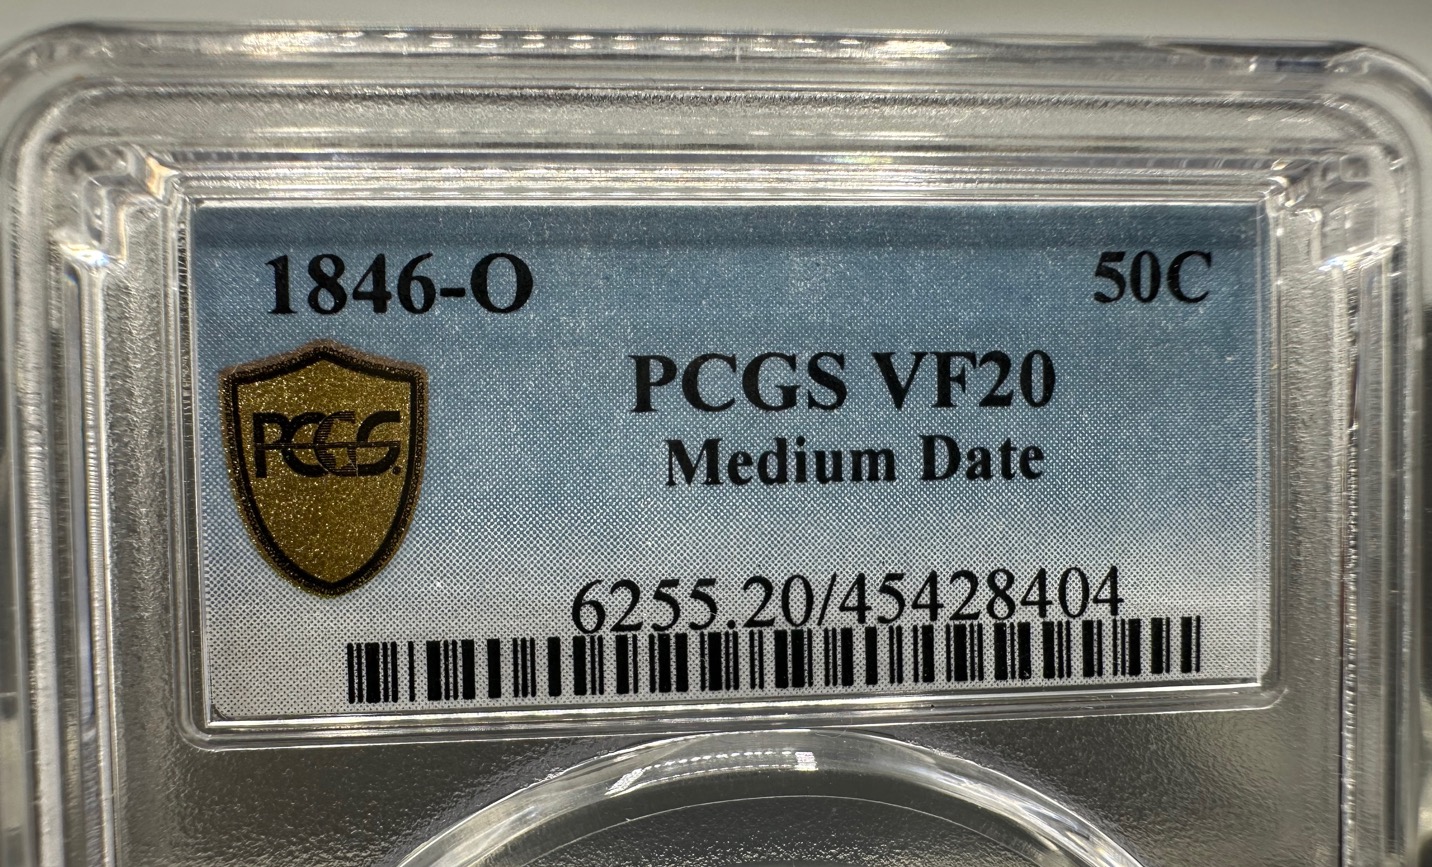 1846-O 50C
PCGS VF20
PCGS.
Medium Date
6255.20/45428404